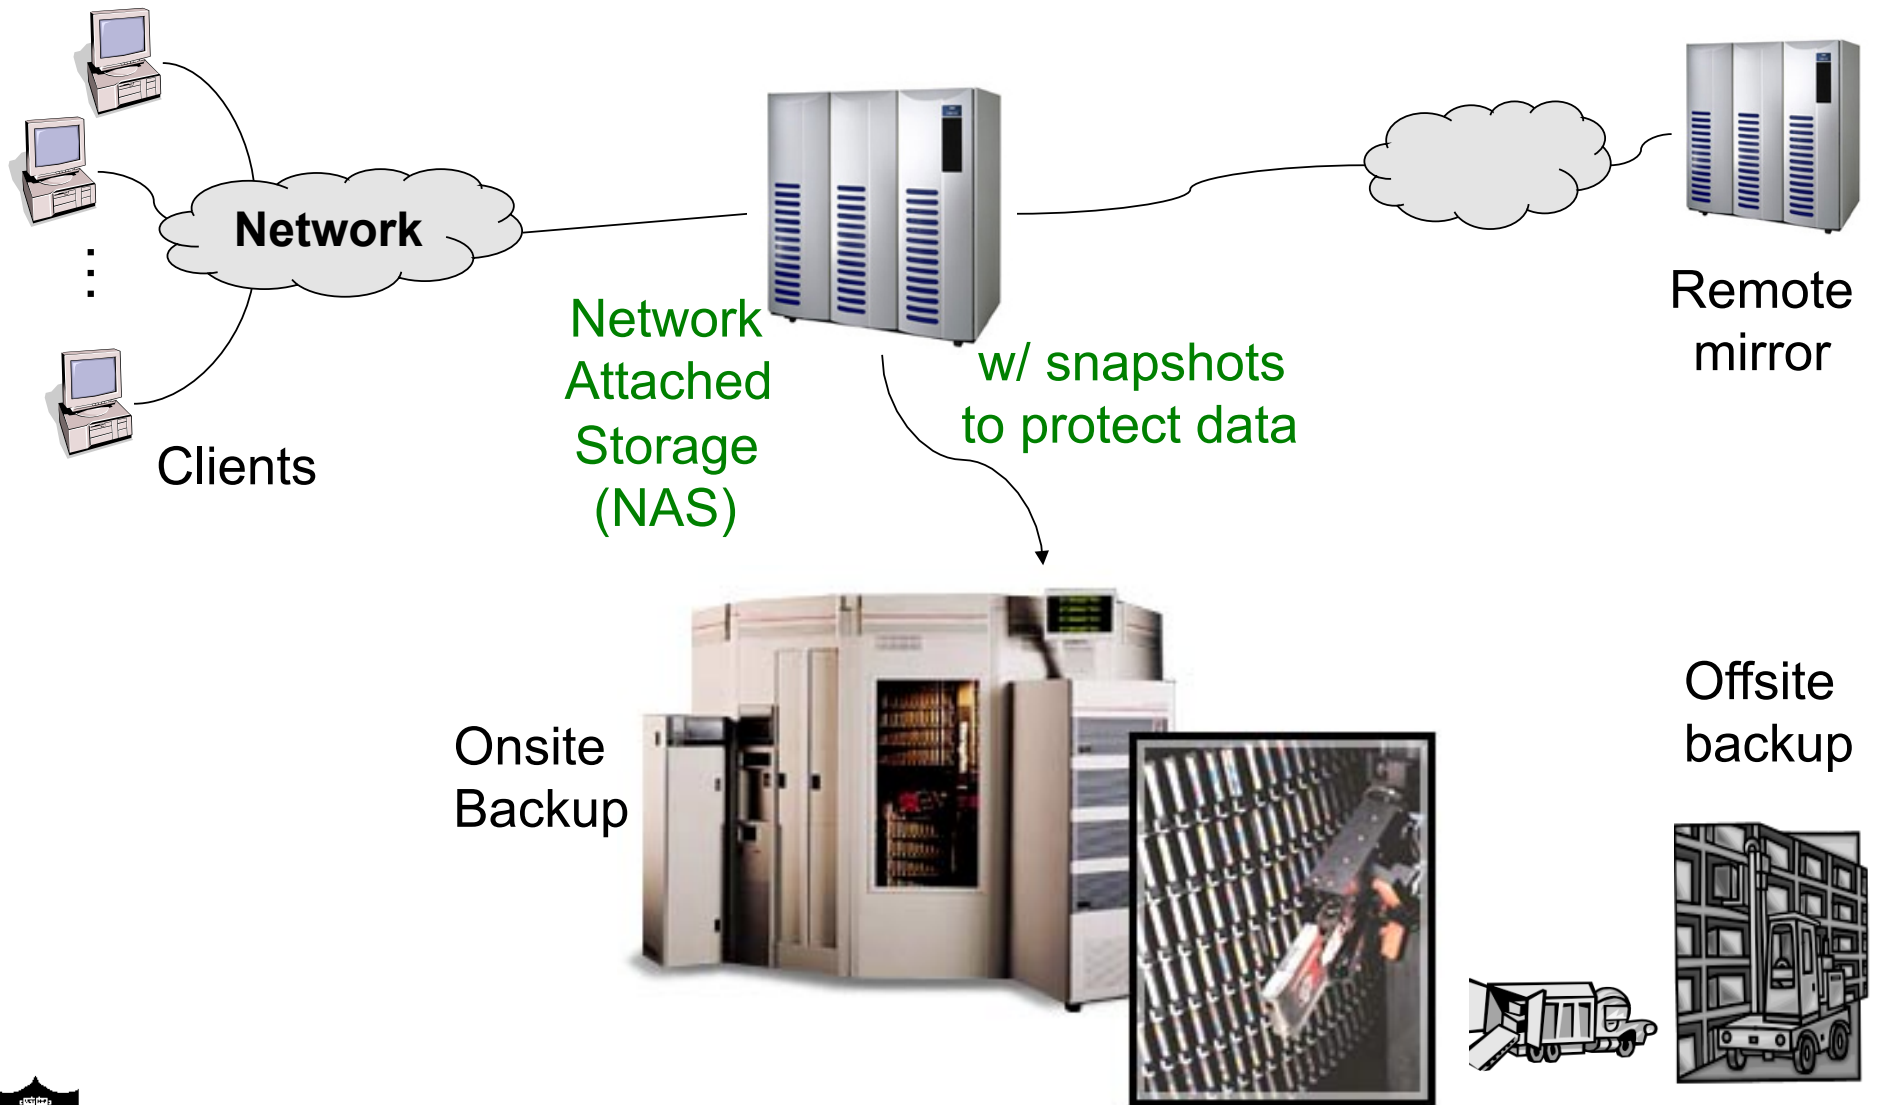 Network
Clients
Network
Attached
Storage
(NAS)
w/ snapshots
to protect data
Remote
mirror
Onsite
Backup
Offsite
backup